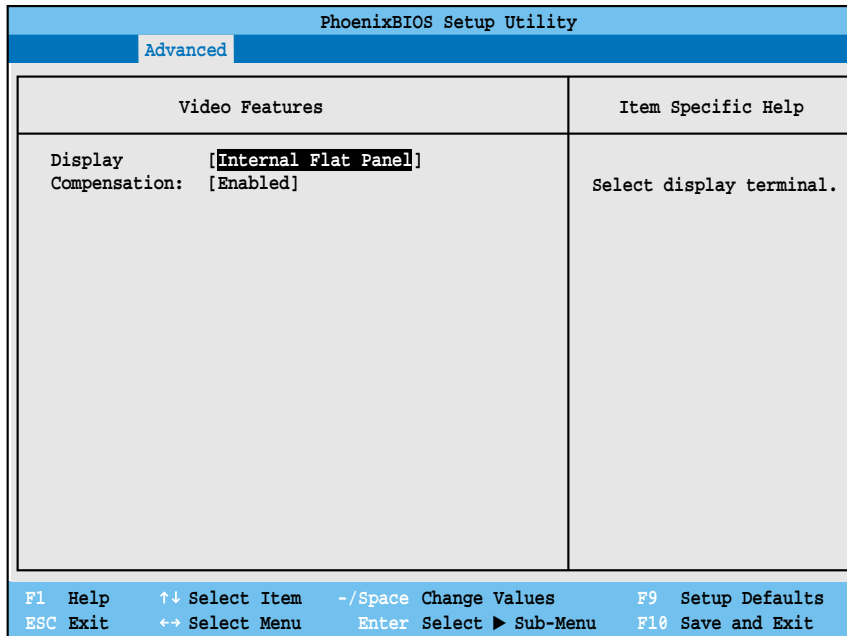 PhoenixBIOS Setup Utility
Advanced
Video Features
Item Specific Help
Display [Internal Flat Panel]
Compensation: [Enabled]
Select display terminal.
F1 Help ↑↓ Select Item -/Space Change Values F9 Setup Defaults
ESC Exit ←→ Select Menu Enter Select ▶ Sub-Menu F10 Save and Exit